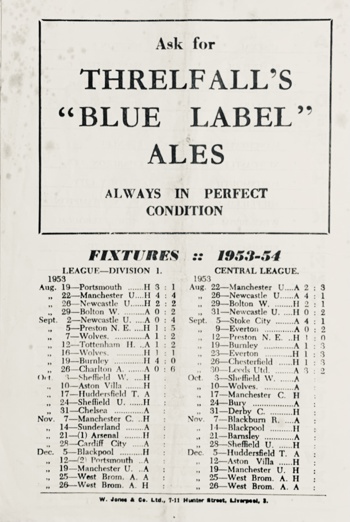 Ask for
THRELFALL'S
"BLUE LABEL"
ALES
ALWAYS IN PERFECT
CONDITION
FIXTURES :: 1953-54
LEAGUE—DIVISION 1.
1953
Aug. 19—Portsmouth ......H 3 : 1
„ 22—Manchester U....H 4 : 4
„ 26—Newcastle U.....H 2 : 2
„ 29—Bolton W. ........A 0 : 2
Sept. 2—Newcastle U. ....A 0 : 4
„ 5—Preston N. E. ...H 1 : 5
„ 7—Wolves. ..........A 1 : 2
„ 12—Tottenham H. ..A 1 : 2
„ 16—Wolves. ..........H 1 : 1
„ 19—Burnley ..........H 4 : 0
„ 26—Charlton A. .....A 0 : 6
Oct. 3—Sheffield W. .....H :
„ 10—Aston Villa ......H :
„ 17—Huddersfield T. A :
„ 24—Sheffield U. .....H :
„ 31—Chelsea ..........A :
Nov. 7—Manchester C. .H :
„ 14—Sunderland .....A :
„ 21—(1) Arsenal ......H :
„ 28—Cardiff City .....A :
Dec. 5—Blackpool ........H :
„ 12—(2) Portsmouth ..A :
„ 19—Manchester U. ..A :
„ 25—West Brom. A. A :
„ 26—West Brom. A. H :
CENTRAL LEAGUE.
1953
Aug. 22—Manchester U....A 2 : 3
„ 26—Newcastle U.....A 4 : 1
„ 29—Bolton W. .......H 2 : 1
„ 31—Newcastle U.....H 0 : 2
Sept. 5—Stoke City .......A 4 : 1
„ 9—Everton ..........A 0 : 2
„ 12—Preston N. E. ...H 1 : 0
„ 19—Burnley ..........A 1 : 3
„ 23—Everton ..........H 1 : 3
„ 26—Chesterfield .....H 1 : 3
„ 30—Leeds Utd. .......A 3 : 2
Oct. 3—Sheffield W. .....A :
„ 10—Wolves. ..........H :
„ 17—Manchester C. H :
„ 24—Bury ..............A :
„ 31—Derby C. ..........H :
Nov. 7—Blackburn R. ....A :
„ 14—Blackpool ........H :
„ 21—Barnsley .........A :
„ 28—Sheffield U. .....H :
Dec. 5—Huddersfield T. A :
„ 12—Aston Villa ......H :
„ 19—Manchester U. H :
„ 25—West Brom. A. H :
„ 26—West Brom. A. A :
W. Jones & Co. Ltd., 7-11 Hunter Street, Liverpool, 3.